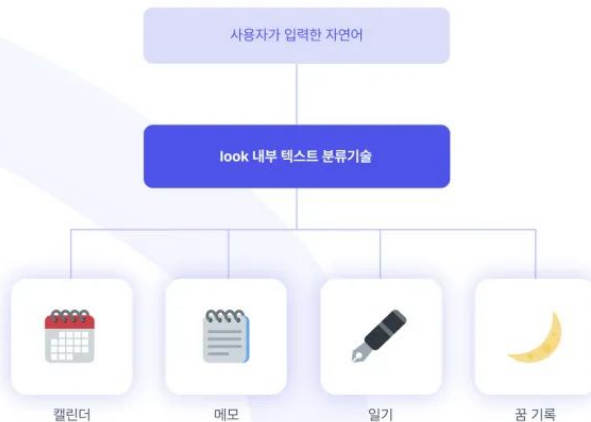 사용자가 입력한 자연어
look 내부 텍스트 분류기술
캘린더
메모
일기
꿈 기록